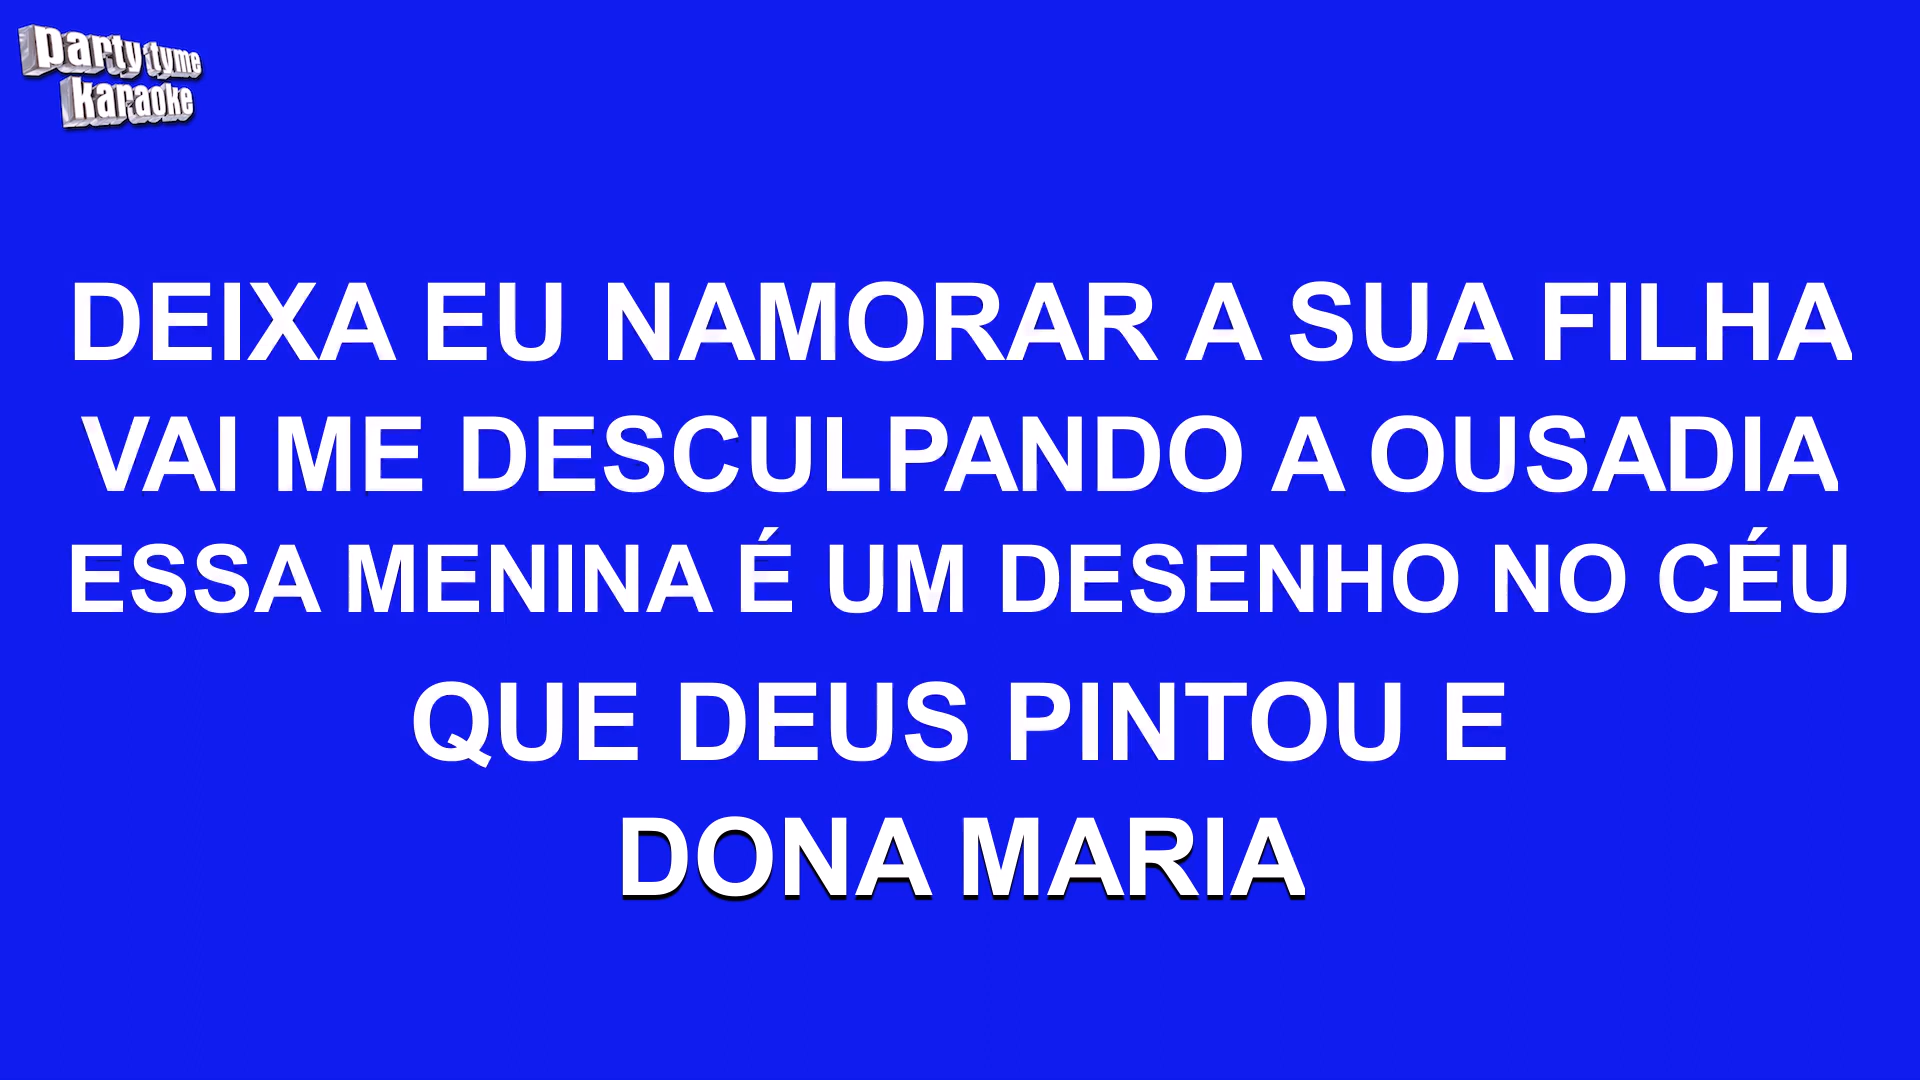 party tyme
karaoke
DEIXA EU NAMORAR A SUA FILHA
VAI ME DESCULPANDO A OUSADIA
ESSA MENINA É UM DESENHO NO CÉU
QUE DEUS PINTOU E
DONA MARIA